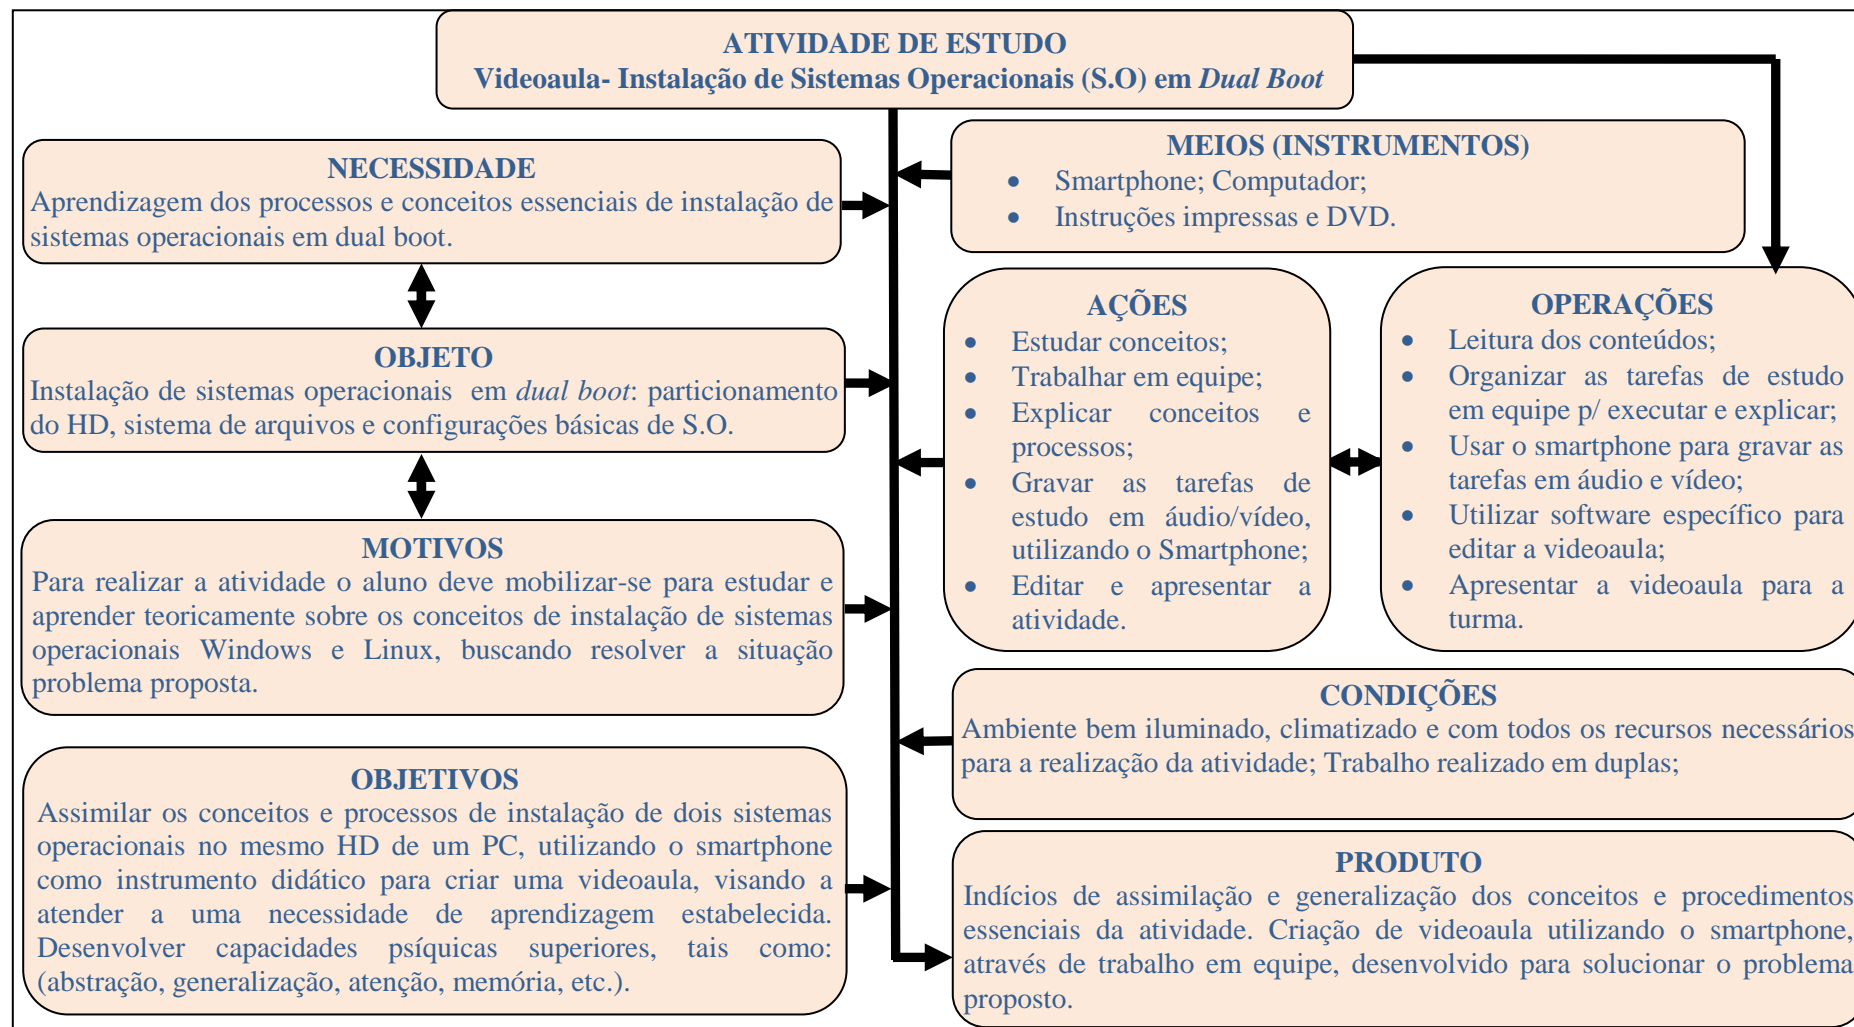 ATIVIDADE DE ESTUDO
Videoaula- Instalação de Sistemas Operacionais (S.O) em Dual Boot
NECESSIDADE
Aprendizagem dos processos e conceitos essenciais de instalação de
sistemas operacionais em dual boot.
OBJETO
Instalação de sistemas operacionais em dual boot: particionamento
do HD, sistema de arquivos e configurações básicas de S.O.
MOTIVOS
Para realizar a atividade o aluno deve mobilizar-se para estudar e
aprender teoricamente sobre os conceitos de instalação de sistemas
operacionais Windows e Linux, buscando resolver a situação
problema proposta.
OBJETIVOS
Assimilar os conceitos e processos de instalação de dois sistemas
operacionais no mesmo HD de um PC, utilizando o smartphone
como instrumento didático para criar uma videoaula, visando a
atender a uma necessidade de aprendizagem estabelecida.
Desenvolver capacidades psíquicas superiores, tais como:
(abstração, generalização, atenção, memória, etc.).
MEIOS (INSTRUMENTOS)
• Smartphone; Computador;
• Instruções impressas e DVD.
AÇÕES
• Estudar conceitos;
• Trabalhar em equipe;
• Explicar conceitos e
processos;
• Gravar as tarefas de
estudo em áudio/vídeo,
utilizando o Smartphone;
• Editar e apresentar a
atividade.
OPERAÇÕES
• Leitura dos conteúdos;
• Organizar as tarefas de estudo
em equipe p/ executar e explicar;
• Usar o smartphone para gravar as
tarefas em áudio e vídeo;
• Utilizar software específico para
editar a videoaula;
• Apresentar a videoaula para a
turma.
CONDIÇÕES
Ambiente bem iluminado, climatizado e com todos os recursos necessários
para a realização da atividade; Trabalho realizado em duplas;
PRODUTO
Indícios de assimilação e generalização dos conceitos e procedimentos
essenciais da atividade. Criação de videoaula utilizando o smartphone,
através de trabalho em equipe, desenvolvido para solucionar o problema
proposto.